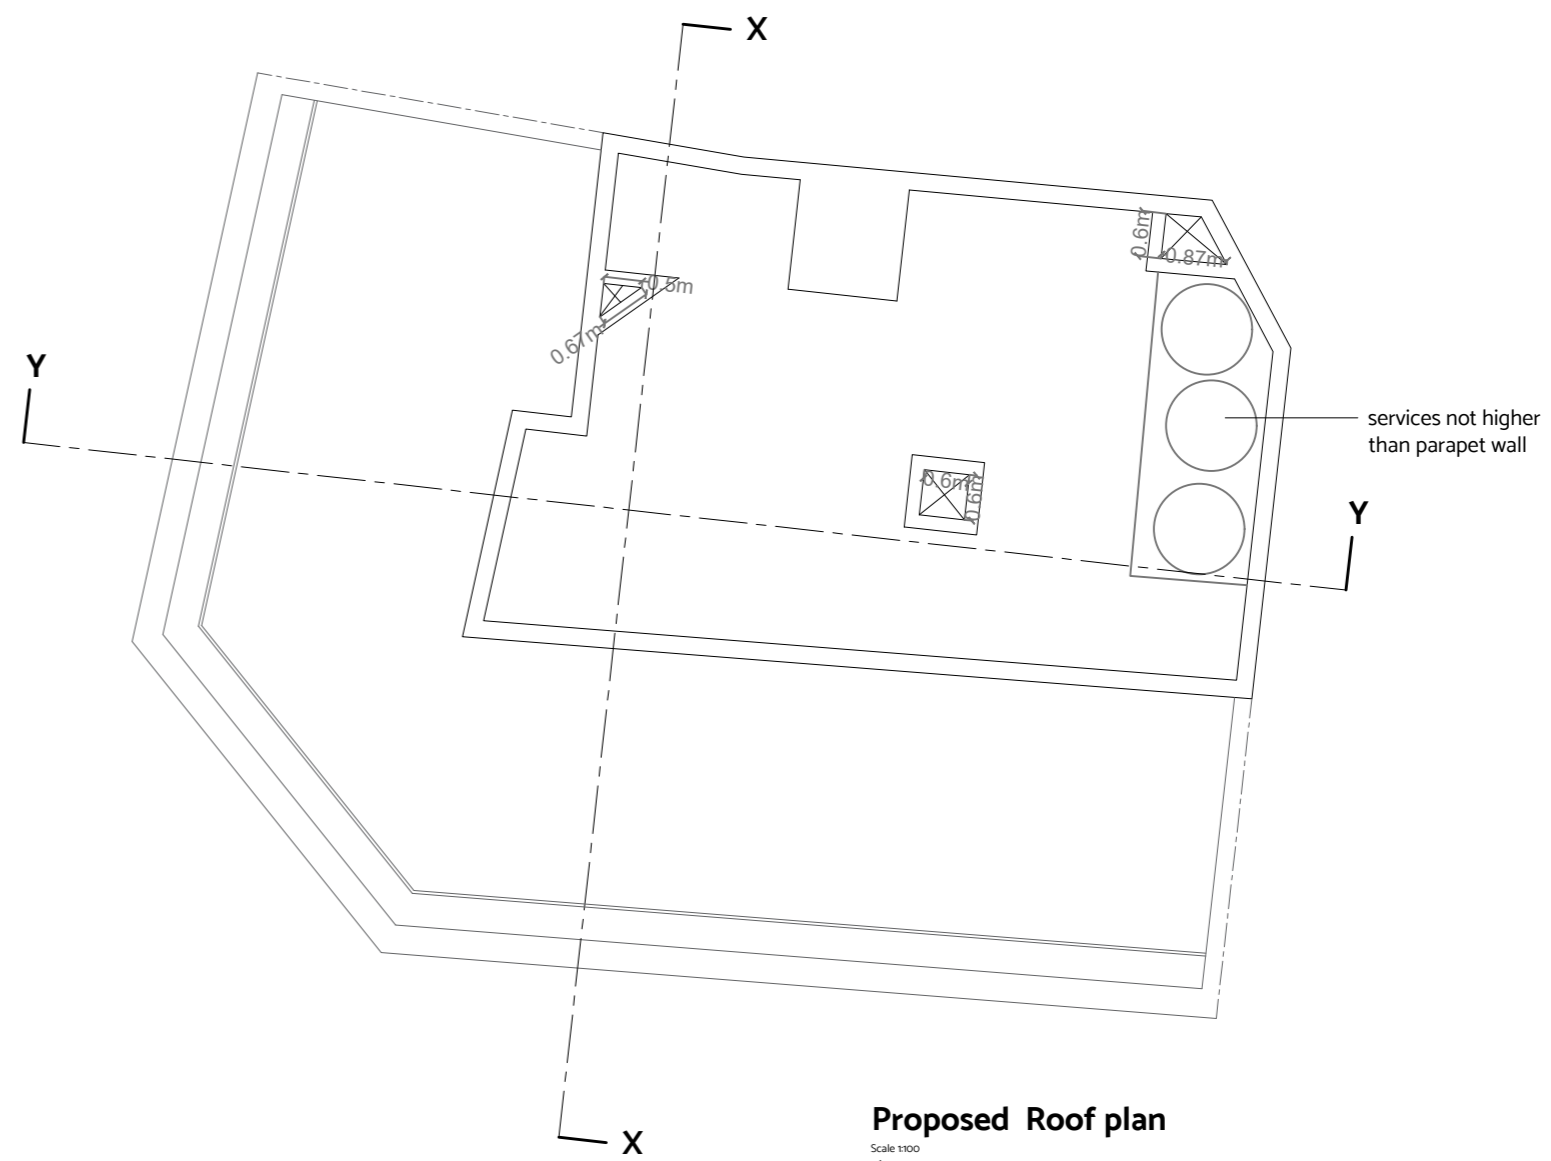 X
0.6m
0.87m
0.5m
0.67m
Y
services not higher
than parapet wall
0.6m
0.6m
Y
Proposed Roof plan
Scale 1:100
X